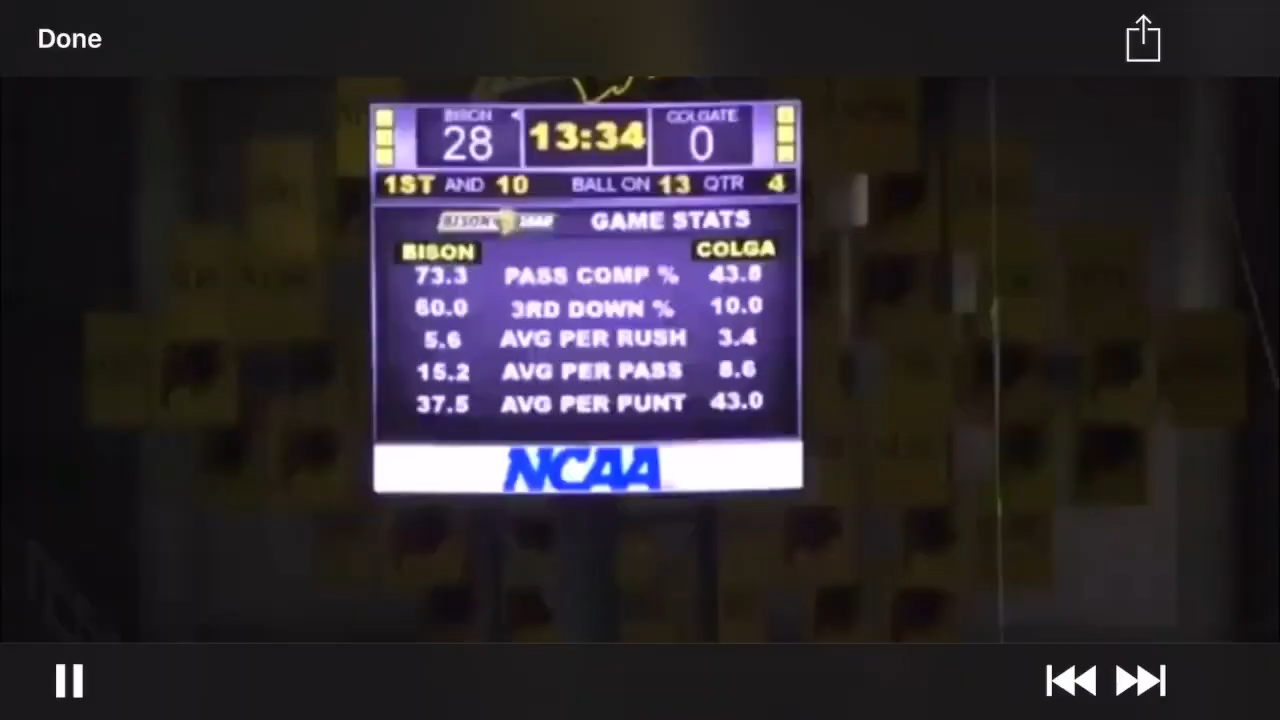 Done
BISON COLGATE
28 13:34 0
1ST AND 10 BALL ON 13 QTR 4
GAME STATS
BISON COLGA
73.3 PASS COMP % 43.8
60.0 3RD DOWN % 10.0
5.6 AVG PER RUSH 3.4
15.2 AVG PER PASS 8.6
37.5 AVG PER PUNT 43.0
NCAA